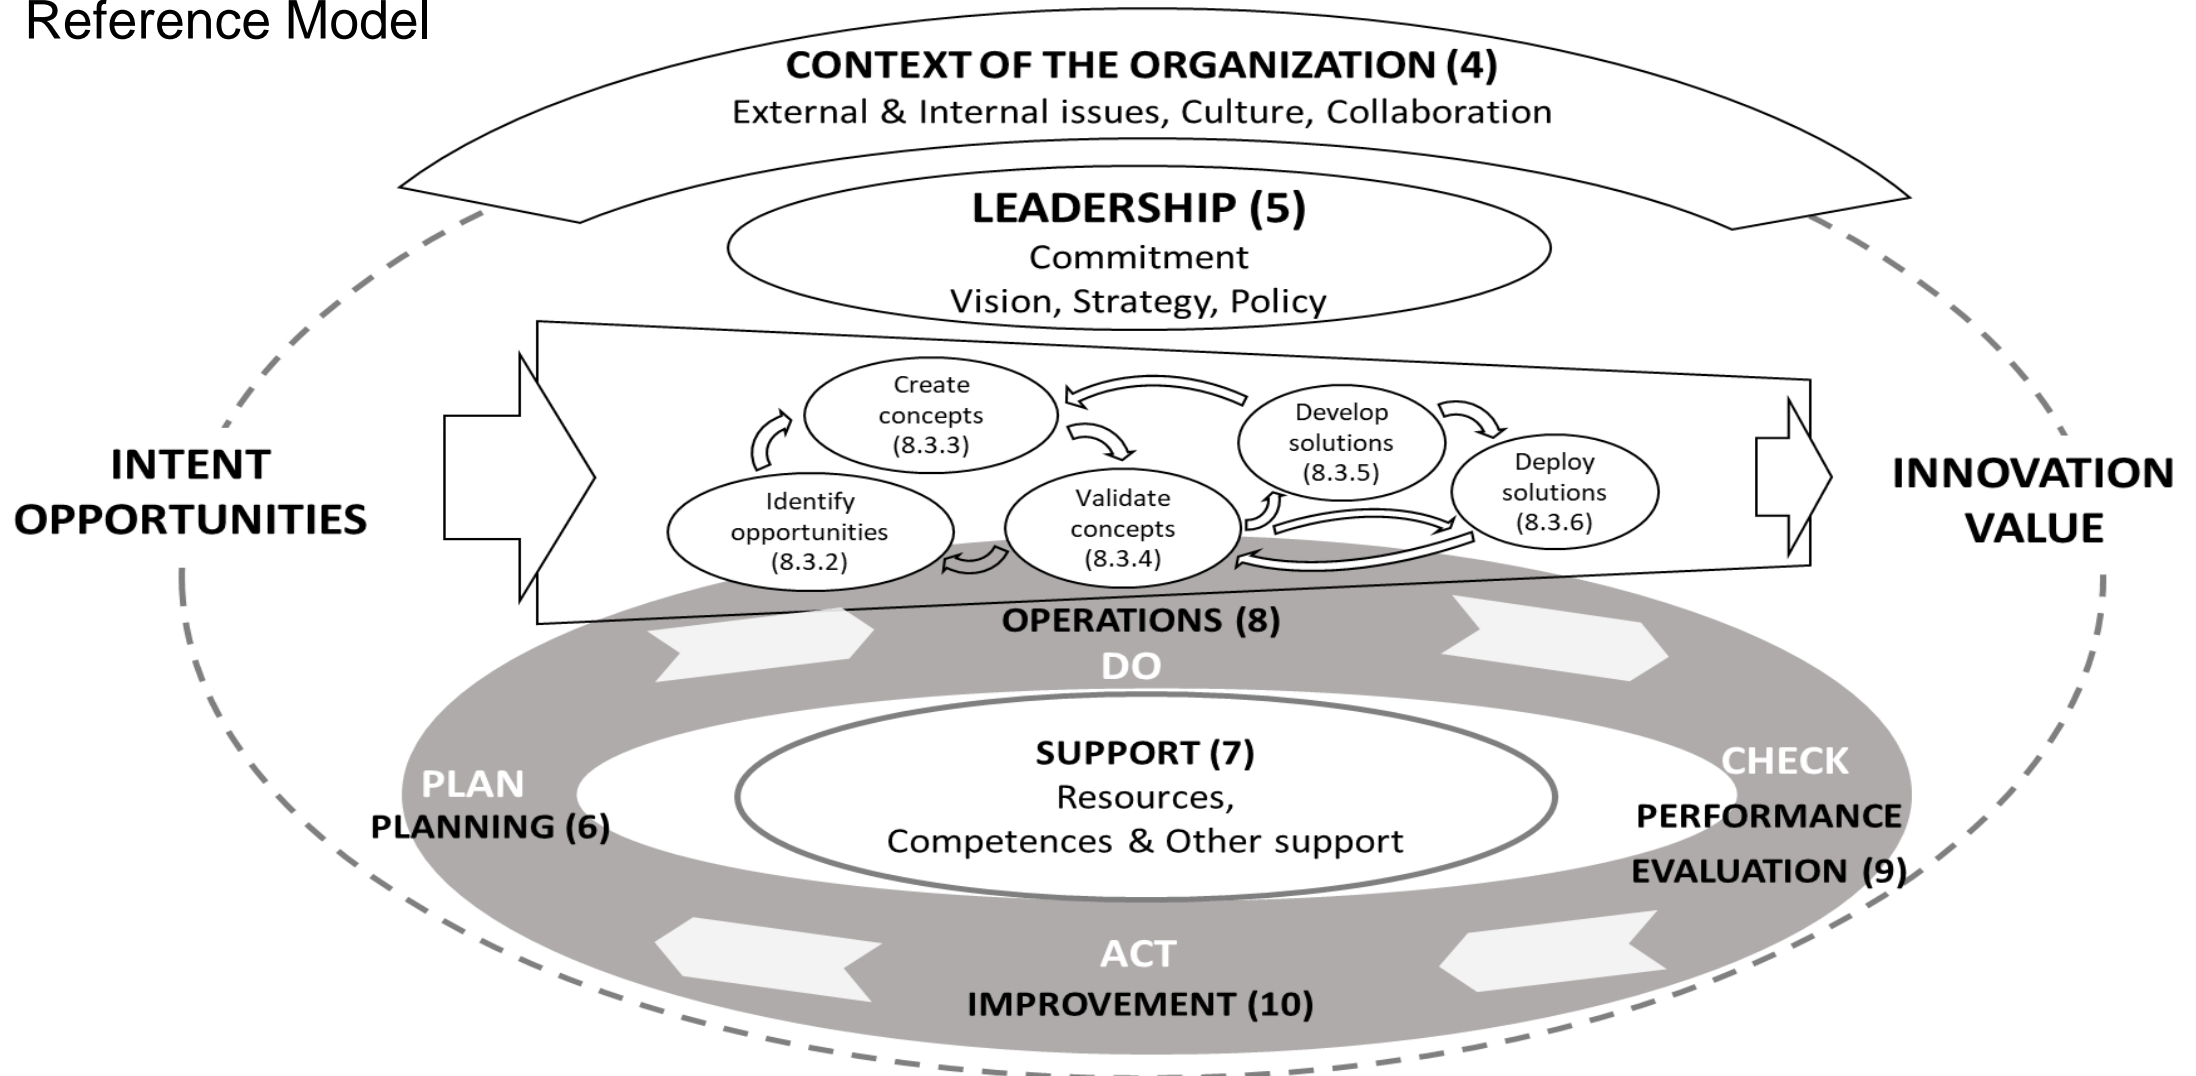 Reference Model
CONTEXT OF THE ORGANIZATION (4)
External & Internal issues, Culture, Collaboration
LEADERSHIP (5)
Commitment
Vision, Strategy, Policy
INTENT
OPPORTUNITIES
Create
concepts
(8.3.3)
Identify
opportunities
(8.3.2)
Validate
concepts
(8.3.4)
Develop
solutions
(8.3.5)
Deploy
solutions
(8.3.6)
INNOVATION
VALUE
OPERATIONS (8)
DO
PLAN
PLANNING (6)
SUPPORT (7)
Resources,
Competences & Other support
CHECK
PERFORMANCE
EVALUATION (9)
ACT
IMPROVEMENT (10)